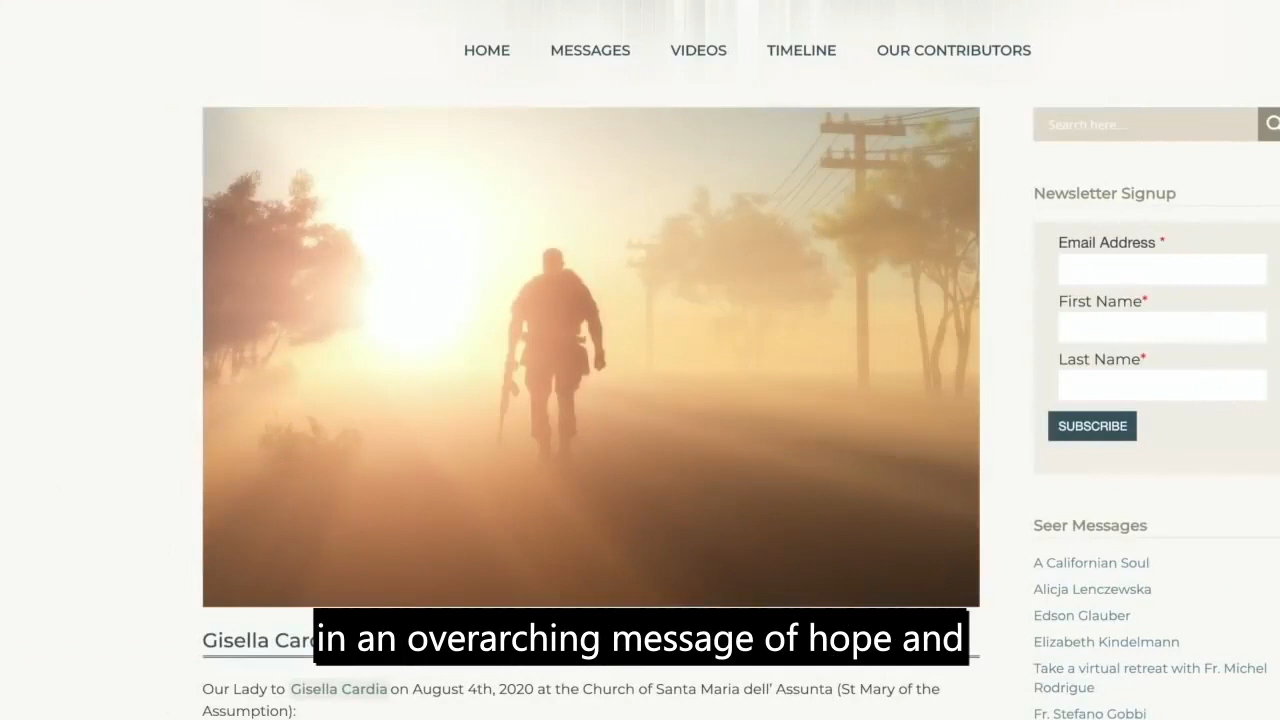 HOME MESSAGES VIDEOS TIMELINE OUR CONTRIBUTORS
Search here...
Newsletter Signup
Email Address *
First Name*
Last Name*
SUBSCRIBE
Seer Messages
A Californian Soul
Alicja Lenczewska
Edson Glauber
Elizabeth Kindelmann
Take a virtual retreat with Fr. Michel
Rodrigue
Fr. Stefano Gobbi
Gisella
in an overarching message of hope and
Our Lady to Gisella Cardia on August 4th, 2020 at the Church of Santa Maria dell’ Assunta (St Mary of the
Assumption):